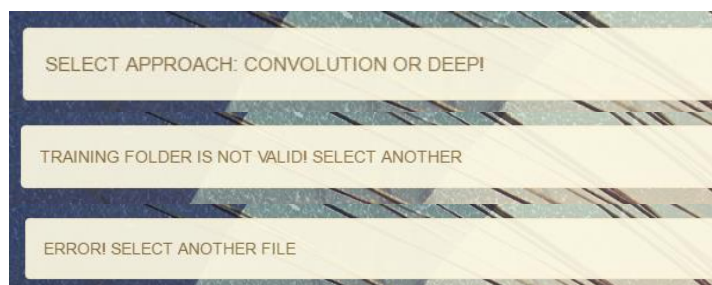 SELECT APPROACH: CONVOLUTION OR DEEP!
TRAINING FOLDER IS NOT VALID! SELECT ANOTHER
ERROR! SELECT ANOTHER FILE